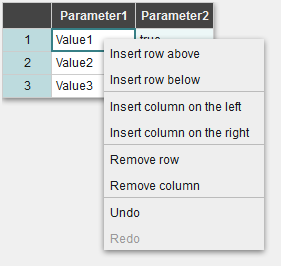 Parameter1 Parameter2
1 Value1 true
2 Value2
3 Value3
Insert row above
Insert row below
Insert column on the left
Insert column on the right
Remove row
Remove column
Undo
Redo